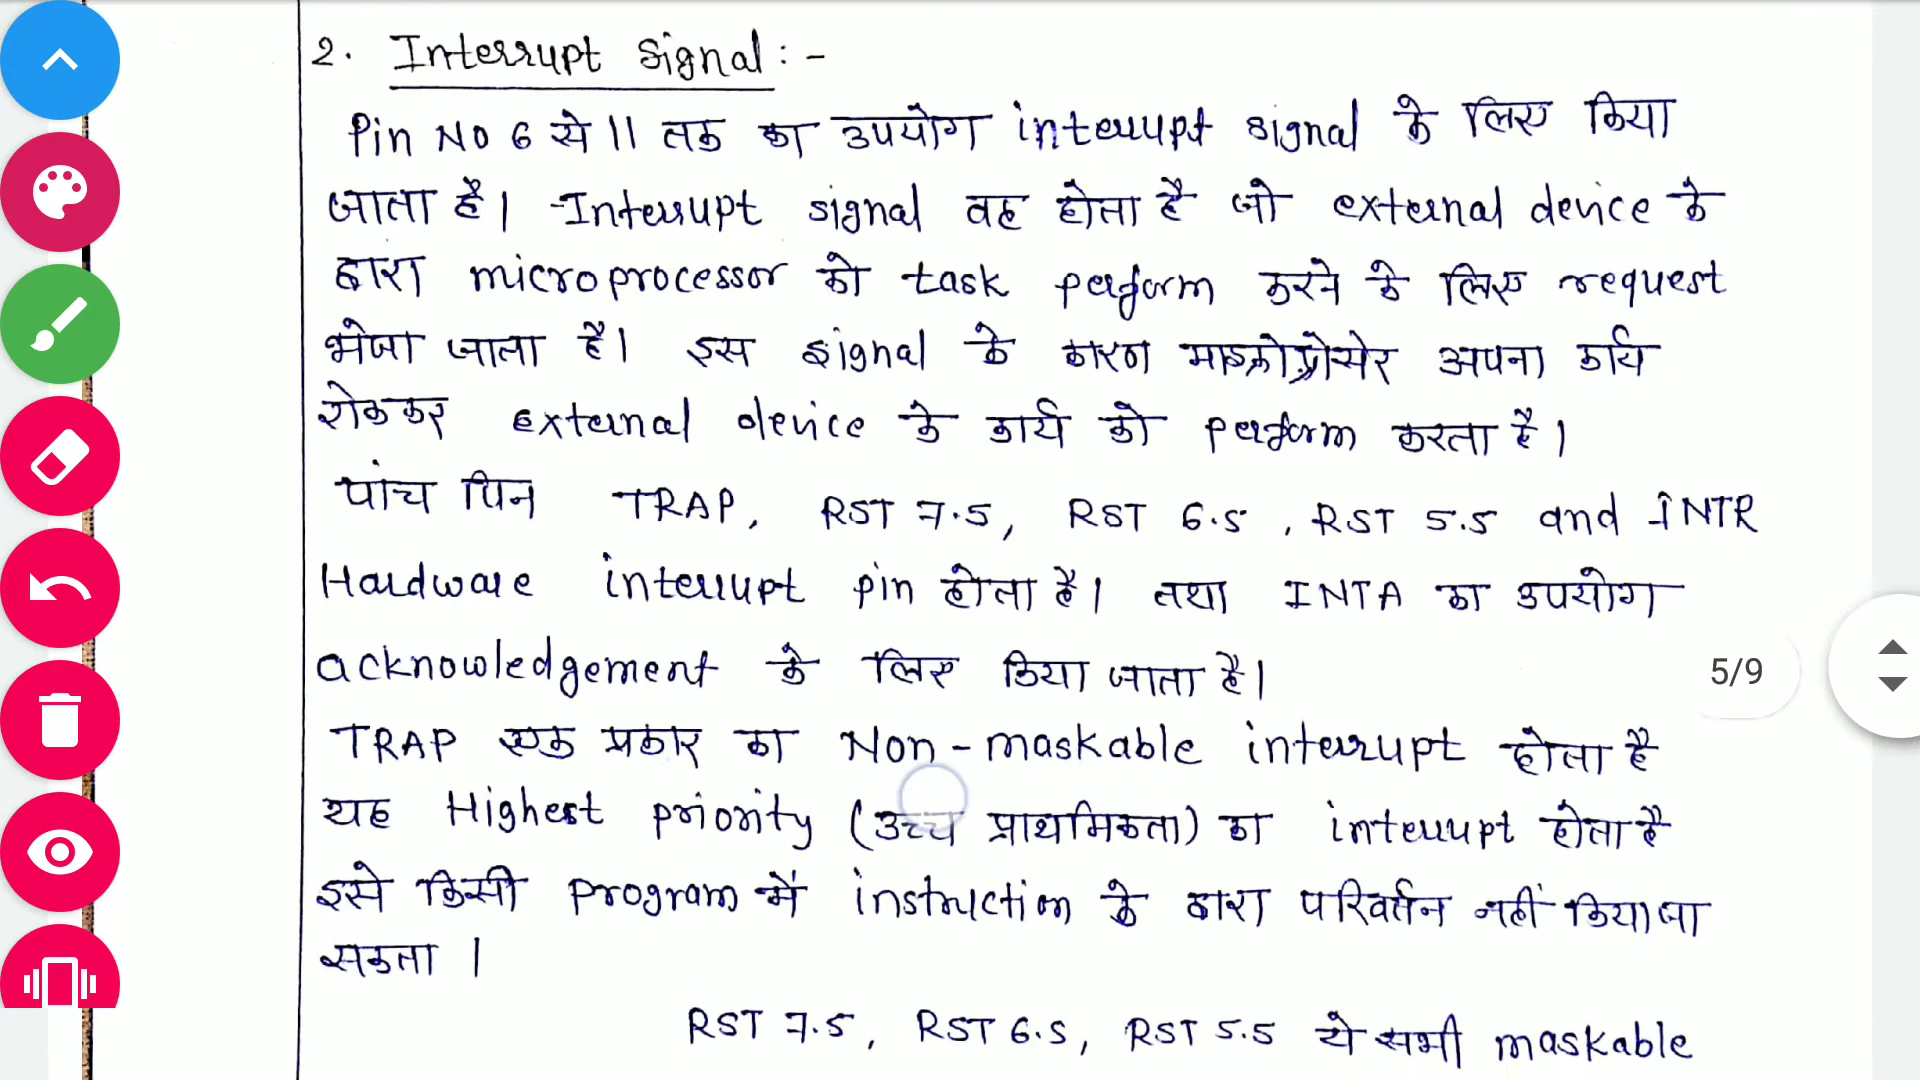 2. Interrupt Signal :-
Pin No 6 से 11 तक का उपयोग interrupt signal के लिए किया
जाता है। Interrupt signal वह होता है जो external device के
द्वारा microprocessor को task perform करने के लिए request
भेजा जाता है। इस signal के कारण माइक्रोप्रोसेर अपना कार्य
रोककर external device के कार्य को perform करता है।
पांच पिन TRAP, RST 7.5, RST 6.5, RST 5.5 and INTR
Hardware interrupt pin होता है। तथा INTA का उपयोग
acknowledgement के लिए किया जाता है।
5/9
TRAP एक प्रकार का Non-maskable interrupt होता है
यह Highest priority (उच्च प्राथमिकता) का interrupt होता है
इसे किसी program में instruction के द्वारा परिवर्तन नहीं किया जा
सकता।
RST 7.5, RST 6.5, RST 5.5 ये सभी maskable